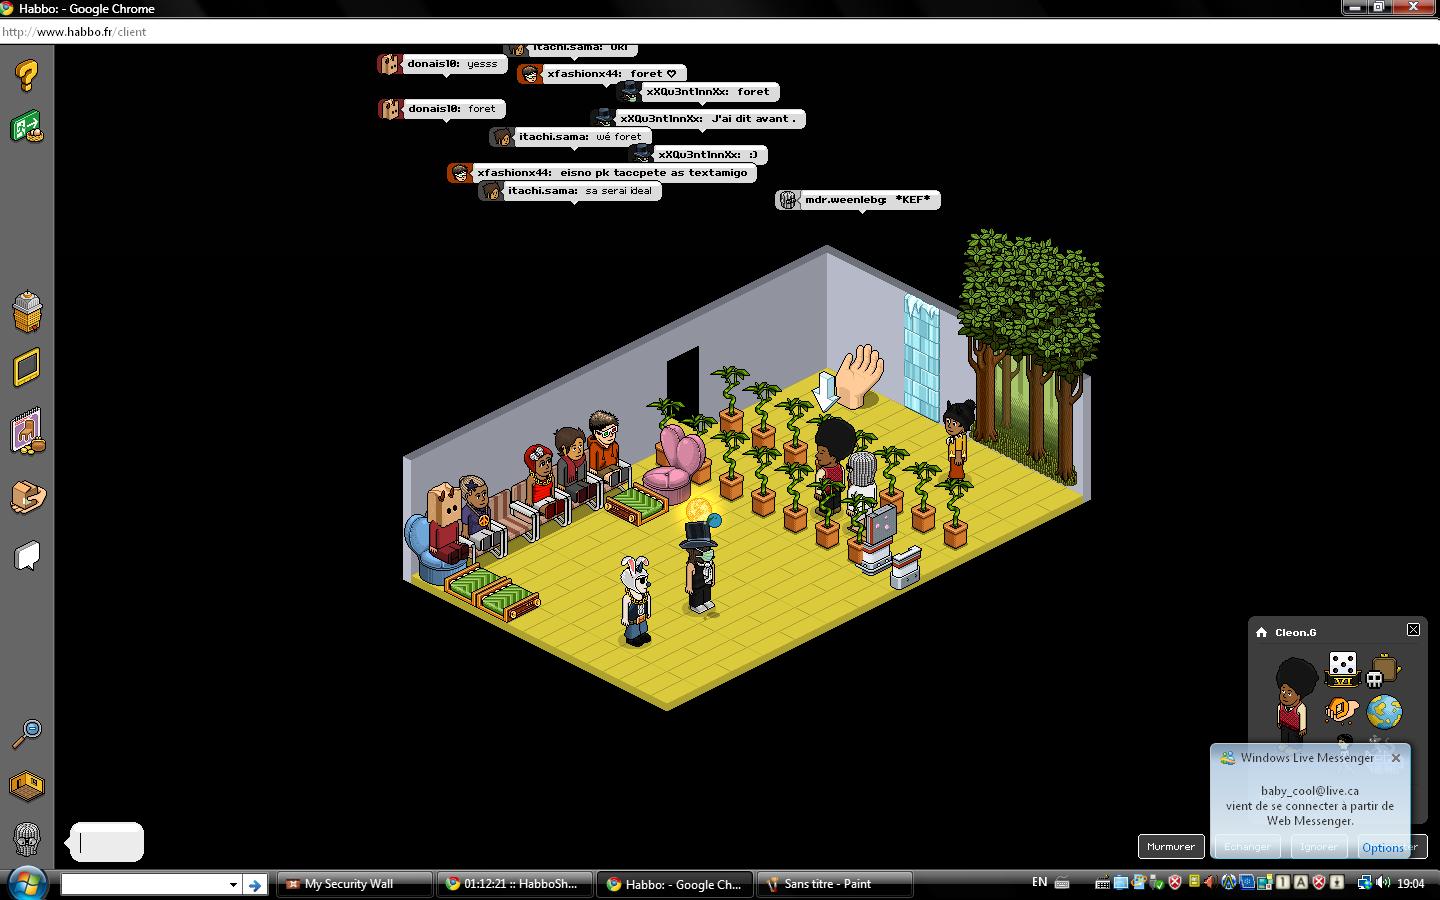 Habbo: - Google Chrome
http://www.habbo.fr/client
itachi.sama: OKI
donais10: yesss
xfashionx44: foret ♡
xXQu3nt1nnXx: foret
donais10: foret
xXQu3nt1nnXx: J'ai dit avant .
itachi.sama: wé foret
xXQu3nt1nnXx: :)
xfashionx44: eisno pk taccpete as textamigo
itachi.sama: sa serai ideal
mdr.weenlebg: *KEF*
Cleon.G
Windows Live Messenger
baby_cool@live.ca
vient de se connecter à partir de
Web Messenger.
Options
Murmurer
Echanger
Ignorer
My Security Wall
01:12:21 :: HabboSh...
Habbo: - Google Ch...
Sans titre - Paint
EN
19:04